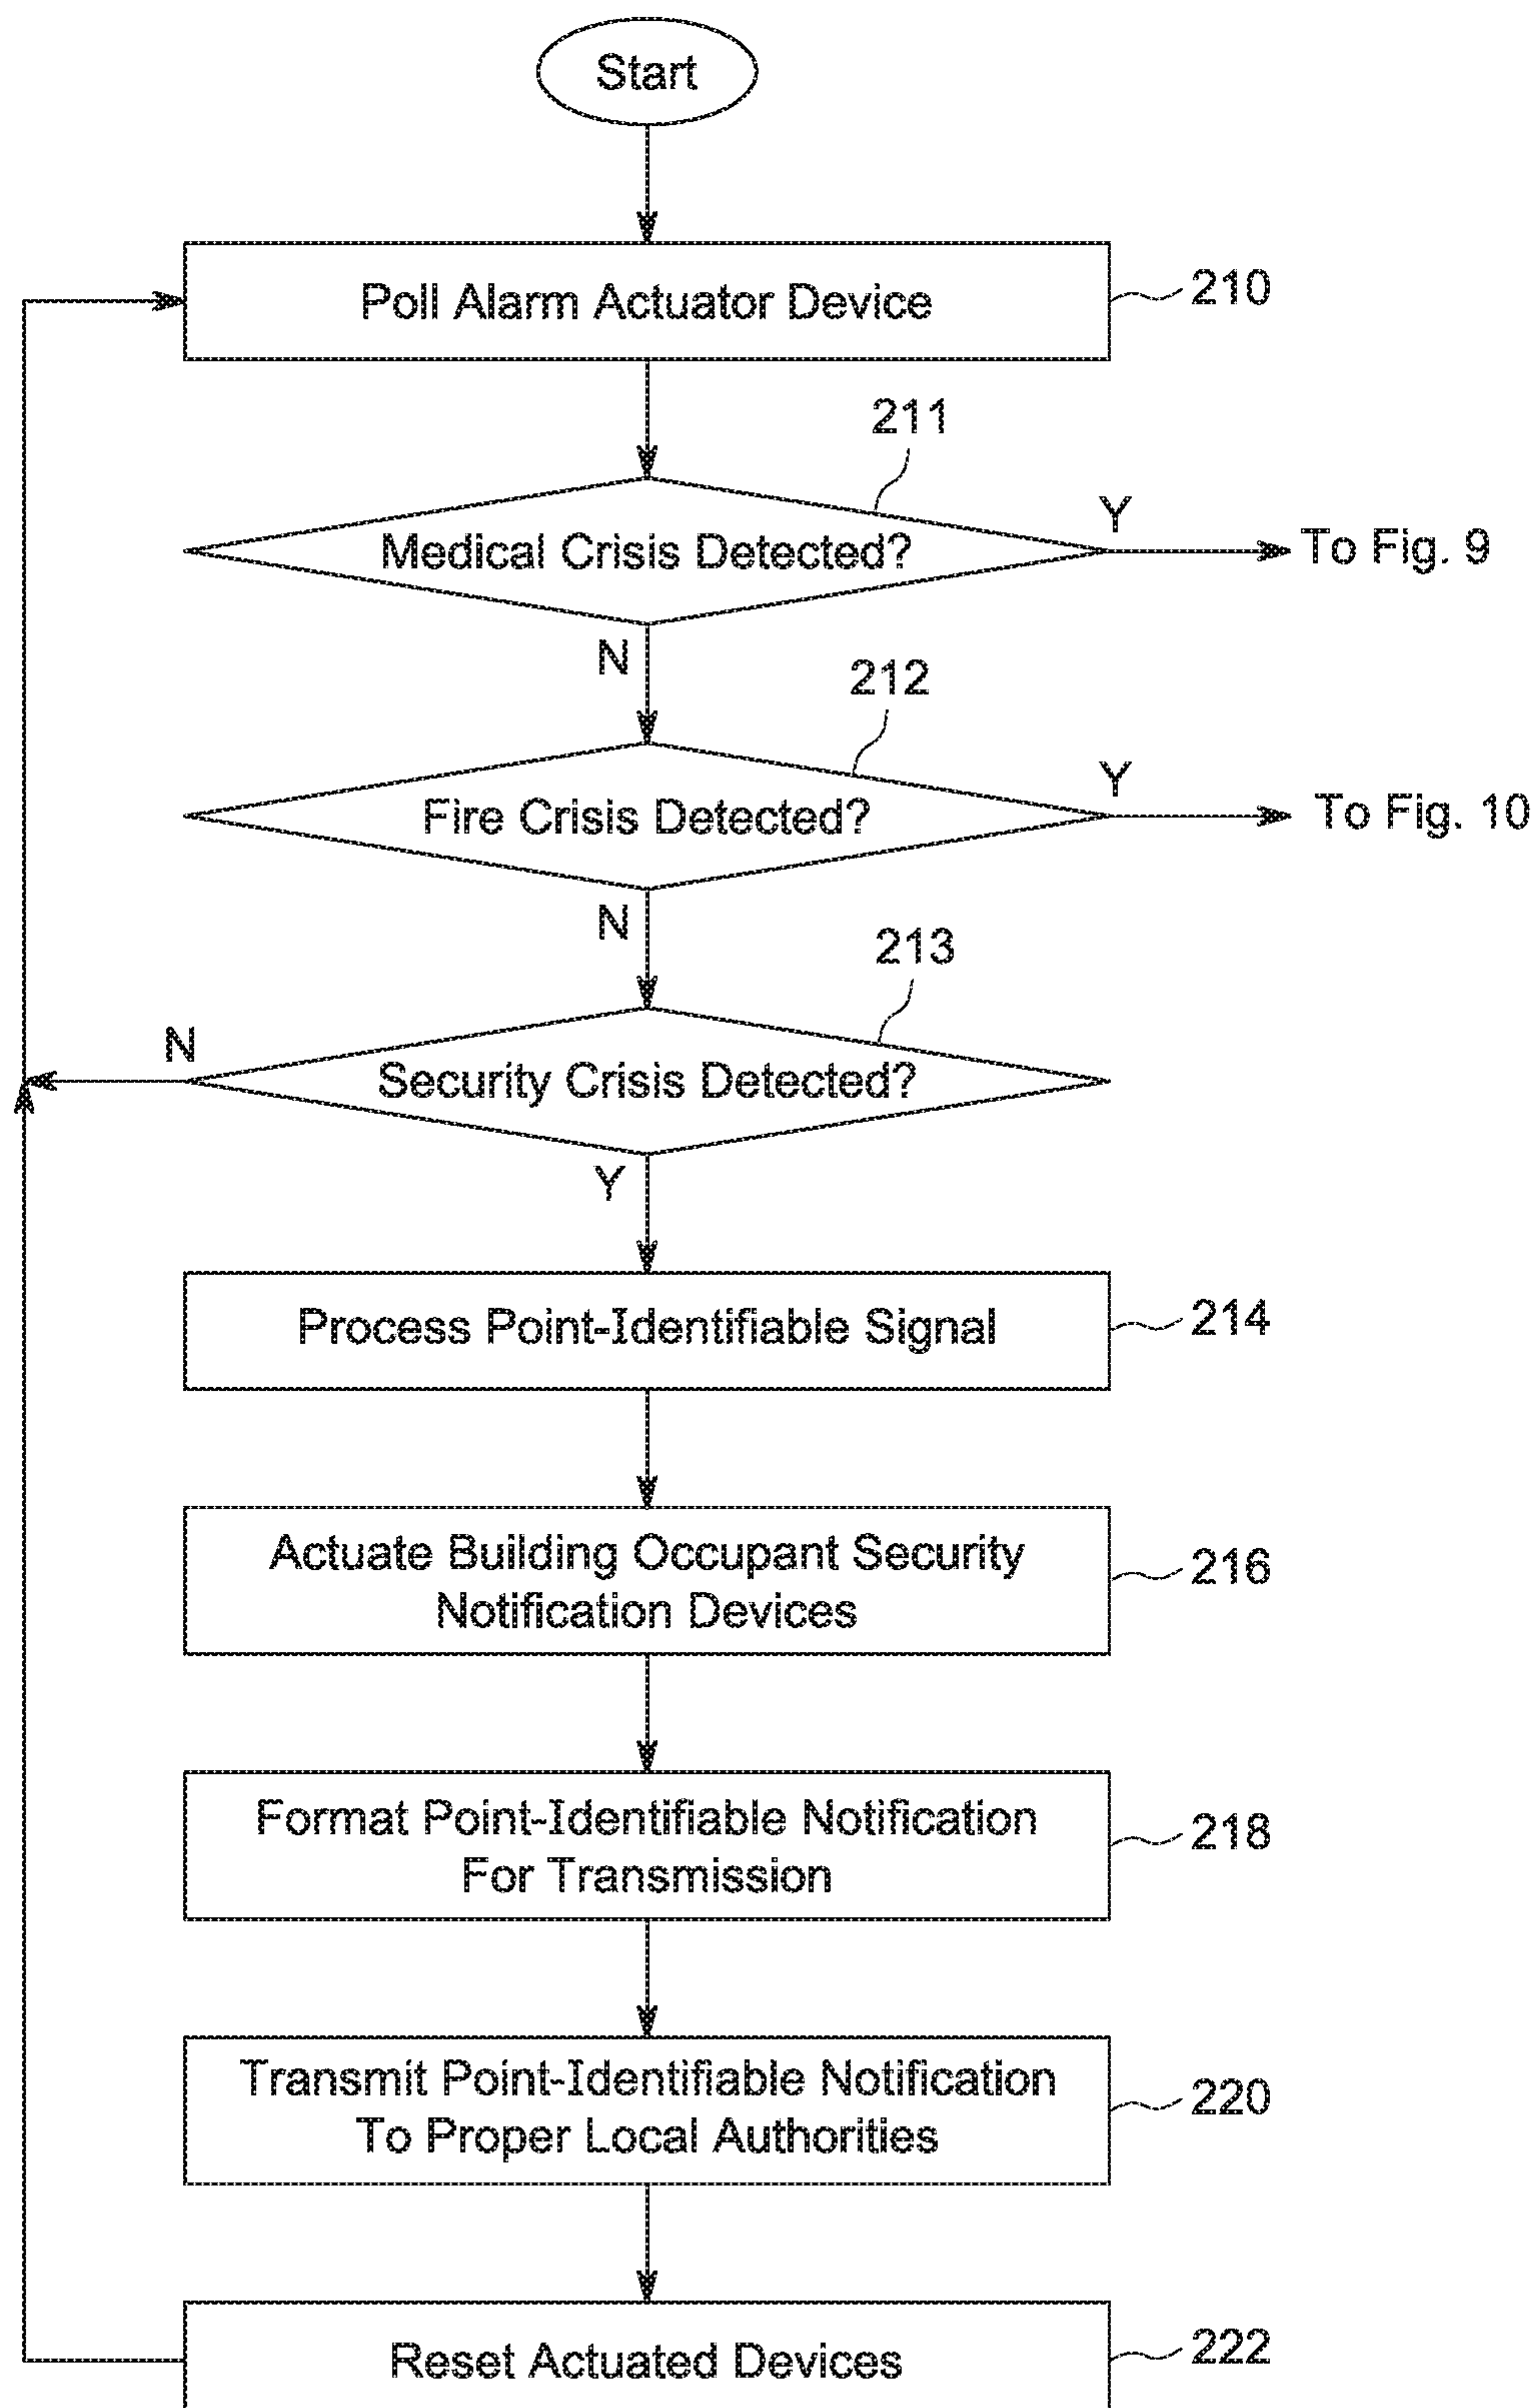 Start
Poll Alarm Actuator Device
210
211
Medical Crisis Detected?
Y
To Fig. 9
N
212
Fire Crisis Detected?
Y
To Fig. 10
N
213
Security Crisis Detected?
N
Y
Process Point-Identifiable Signal
214
Actuate Building Occupant Security
Notification Devices
216
Format Point-Identifiable Notification
For Transmission
218
Transmit Point-Identifiable Notification
To Proper Local Authorities
220
Reset Actuated Devices
222